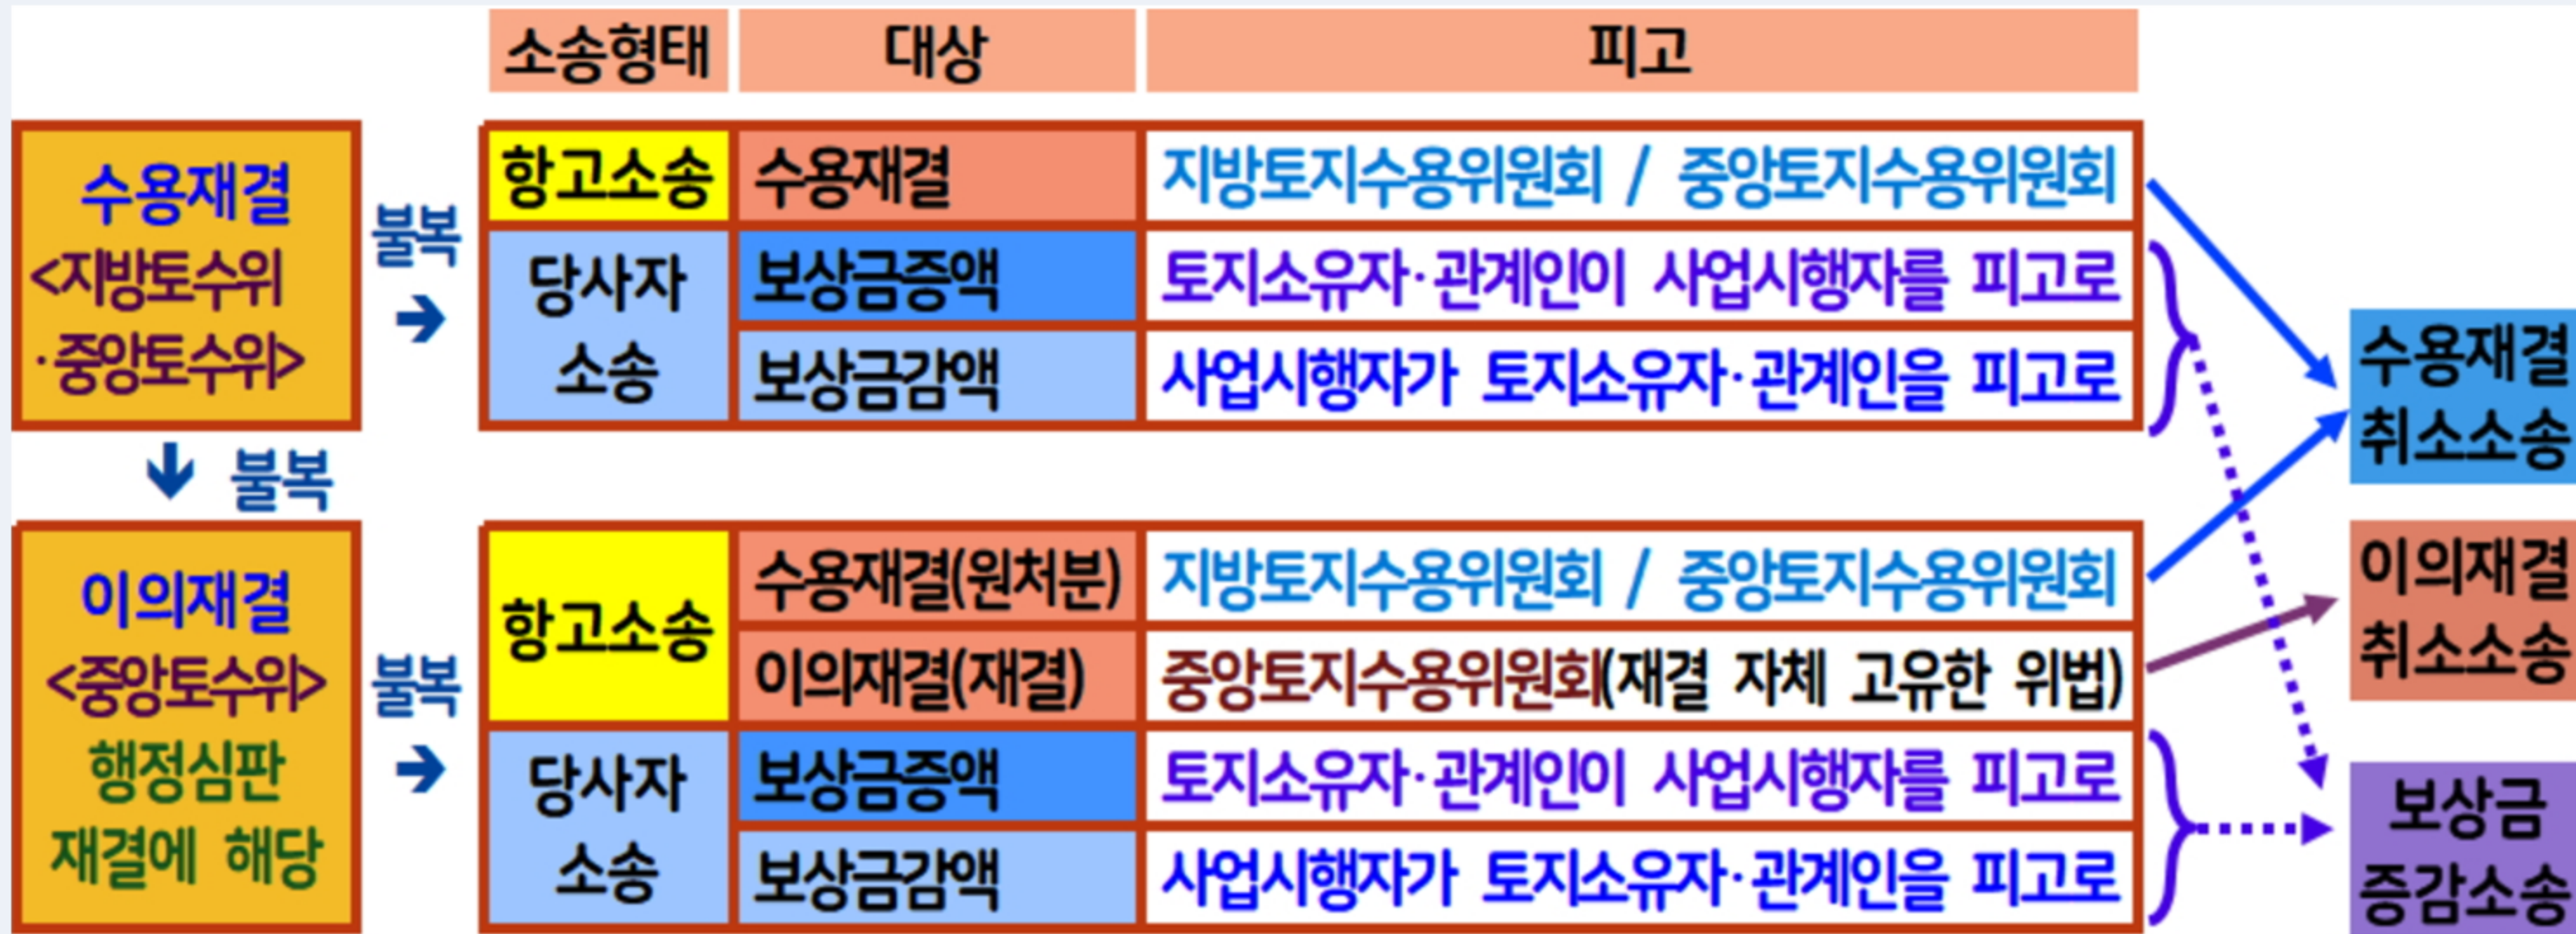 소송형태 대상 피고
수용재결
<지방토수위
·중앙토수위>
불복
항고소송 수용재결 지방토지수용위원회 / 중앙토지수용위원회
당사자
소송
보상금증액 토지소유자·관계인이 사업시행자를 피고로
보상금감액 사업시행자가 토지소유자·관계인을 피고로
불복
이의재결
<중앙토수위>
행정심판
재결에 해당
불복
항고소송
수용재결(원처분) 지방토지수용위원회 / 중앙토지수용위원회
이의재결(재결) 중앙토지수용위원회(재결 자체 고유한 위법)
당사자
소송
보상금증액 토지소유자·관계인이 사업시행자를 피고로
보상금감액 사업시행자가 토지소유자·관계인을 피고로
수용재결
취소소송
이의재결
취소소송
보상금
증감소송